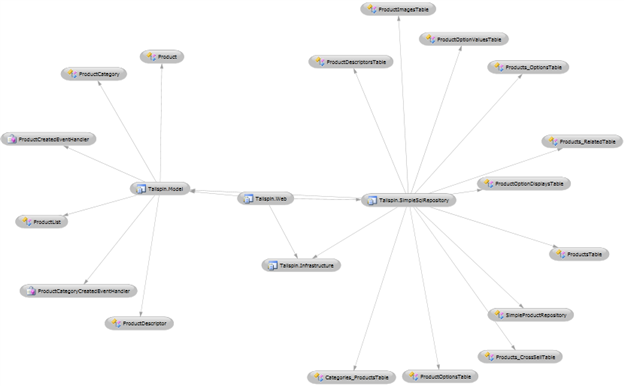 ProductImagesTable
ProductOptionValuesTable
Product
ProductDescriptorsTable
Products_OptionsTable
ProductCategory
ProductCreatedEventHandler
Products_RelatedTable
ProductOptionDisplaysTable
Tailspin.Model
Tailspin.Web
Tailspin.SimpleSqlRepository
ProductList
ProductsTable
Tailspin.Infrastructure
ProductCategoryCreatedEventHandler
SimpleProductRepository
ProductDescriptor
Products_CrossSellTable
Categories_ProductsTable
ProductOptionsTable